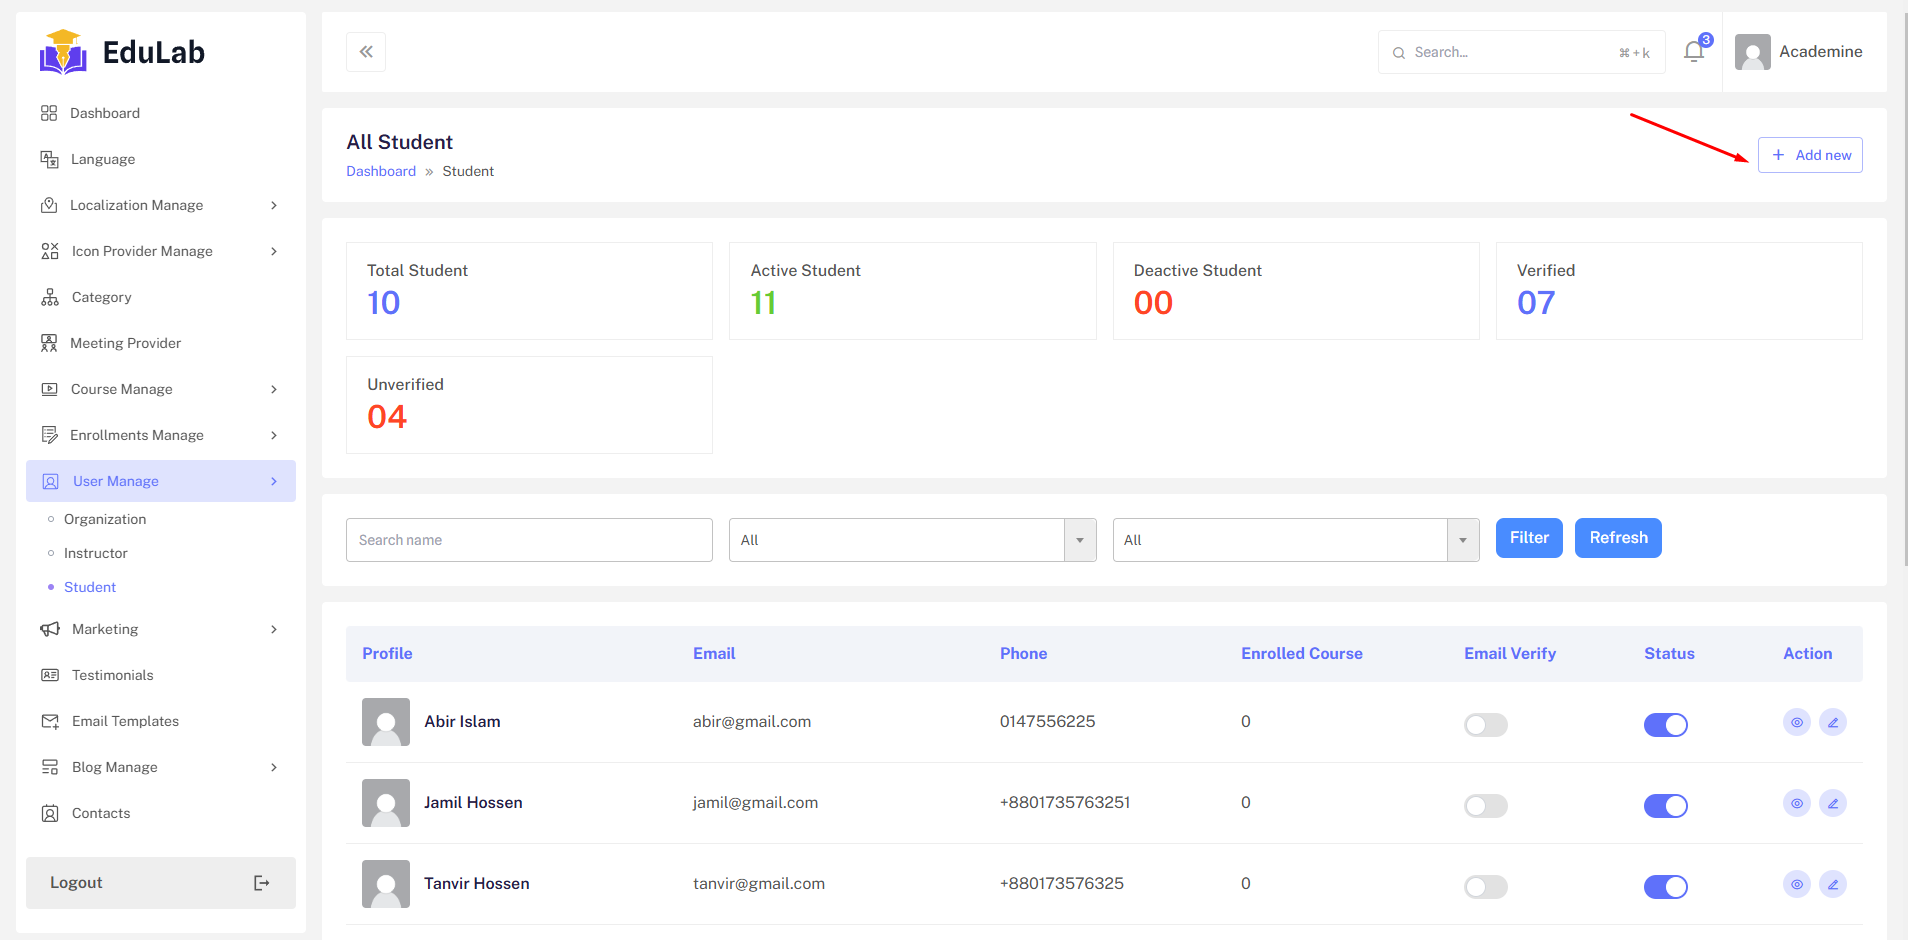 EduLab
Dashboard
Language
Localization Manage
Icon Provider Manage
Category
Meeting Provider
Course Manage
Enrollments Manage
User Manage
Organization
Instructor
Student
Marketing
Testimonials
Email Templates
Blog Manage
Contacts
Logout
Search... ⌘+k
3
Academine
All Student
Dashboard » Student
+ Add new
Total Student
10
Active Student
11
Deactive Student
00
Verified
07
Unverified
04
Search name All All Filter Refresh
Profile Email Phone Enrolled Course Email Verify Status Action
Abir Islam abir@gmail.com 0147556225 0
Jamil Hossen jamil@gmail.com +8801735763251 0
Tanvir Hossen tanvir@gmail.com +880173576325 0